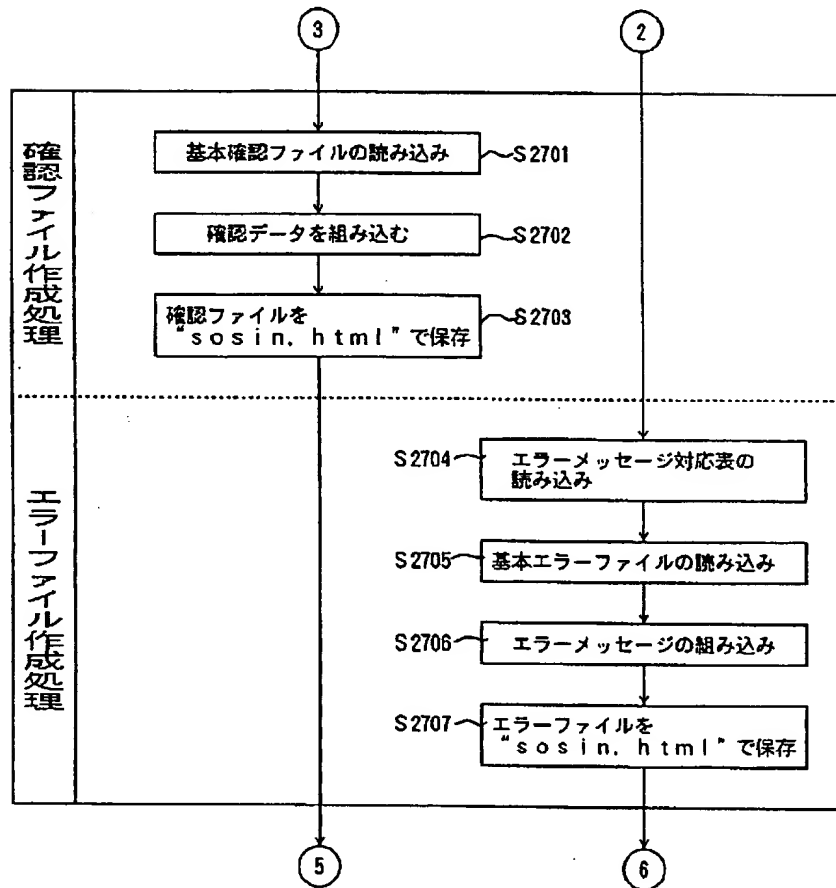 3
2
確認ファイル作成処理
基本確認ファイルの読み込み
S2701
確認データを組み込む
S2702
確認ファイルを
“sosin.html”で保存
S2703
エラーファイル作成処理
S2704
エラーメッセージ対応表の
読み込み
S2705
基本エラーファイルの読み込み
S2706
エラーメッセージの組み込み
S2707
エラーファイルを
“sosin.html”で保存
5
6